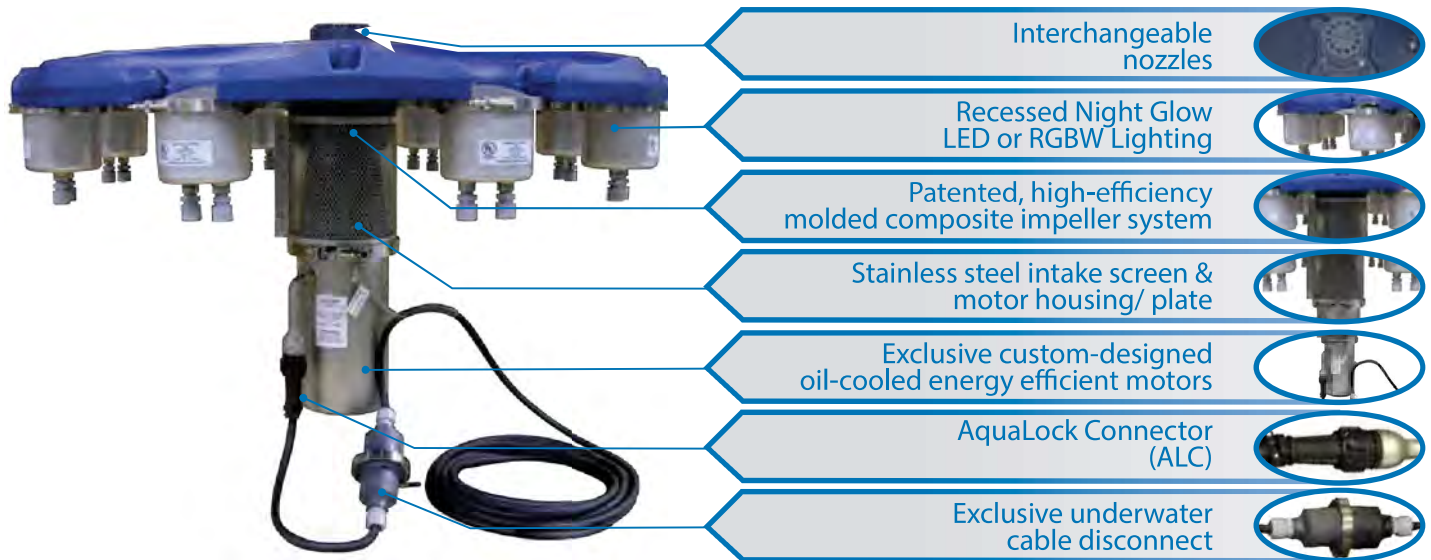 Interchangeable
nozzles
Recessed Night Glow
LED or RGBW Lighting
Patented, high-efficiency
molded composite impeller system
Stainless steel intake screen &
motor housing/ plate
Exclusive custom-designed
oil-cooled energy efficient motors
AquaLock Connector
(ALC)
Exclusive underwater
cable disconnect